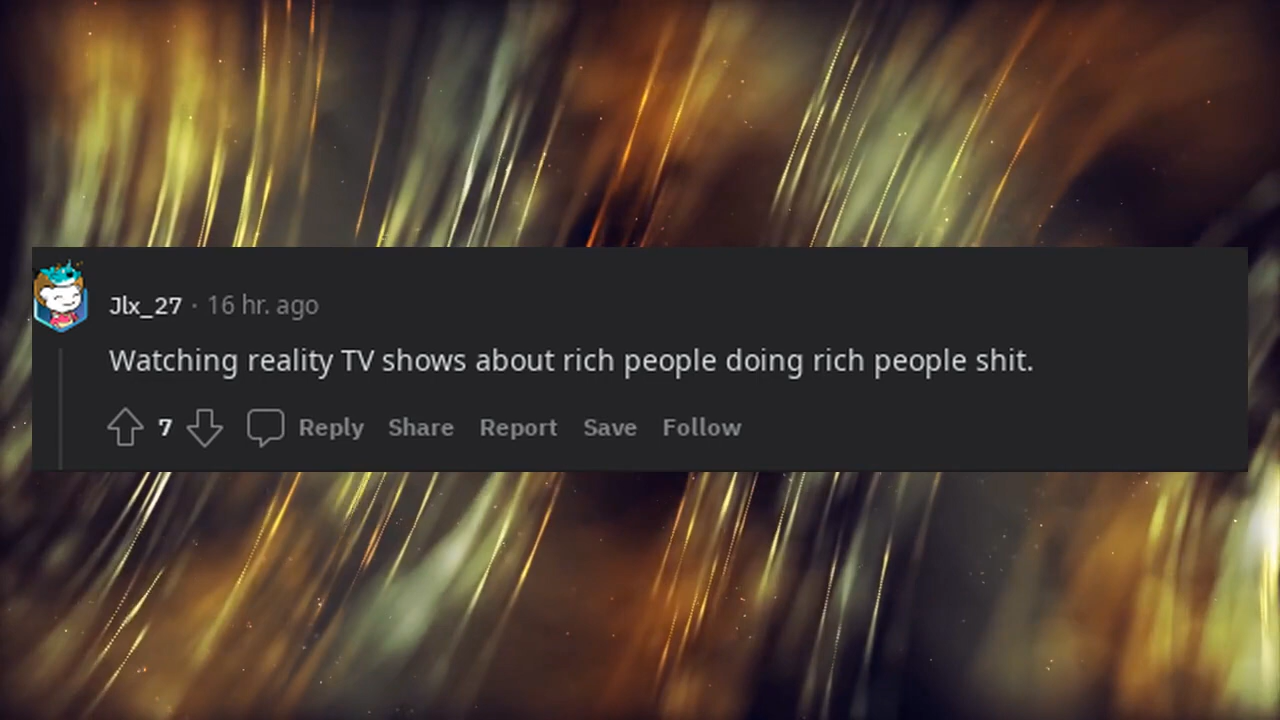 Jlx_27 · 16 hr. ago
Watching reality TV shows about rich people doing rich people shit.
7 Reply Share Report Save Follow